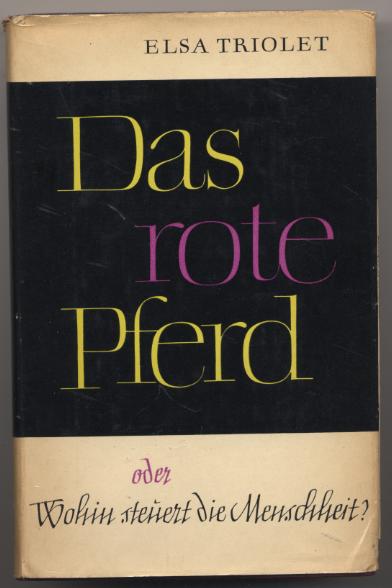 ELSA TRIOLET
Das
rote
Pferd
oder
Wohin steuert die Menschheit?